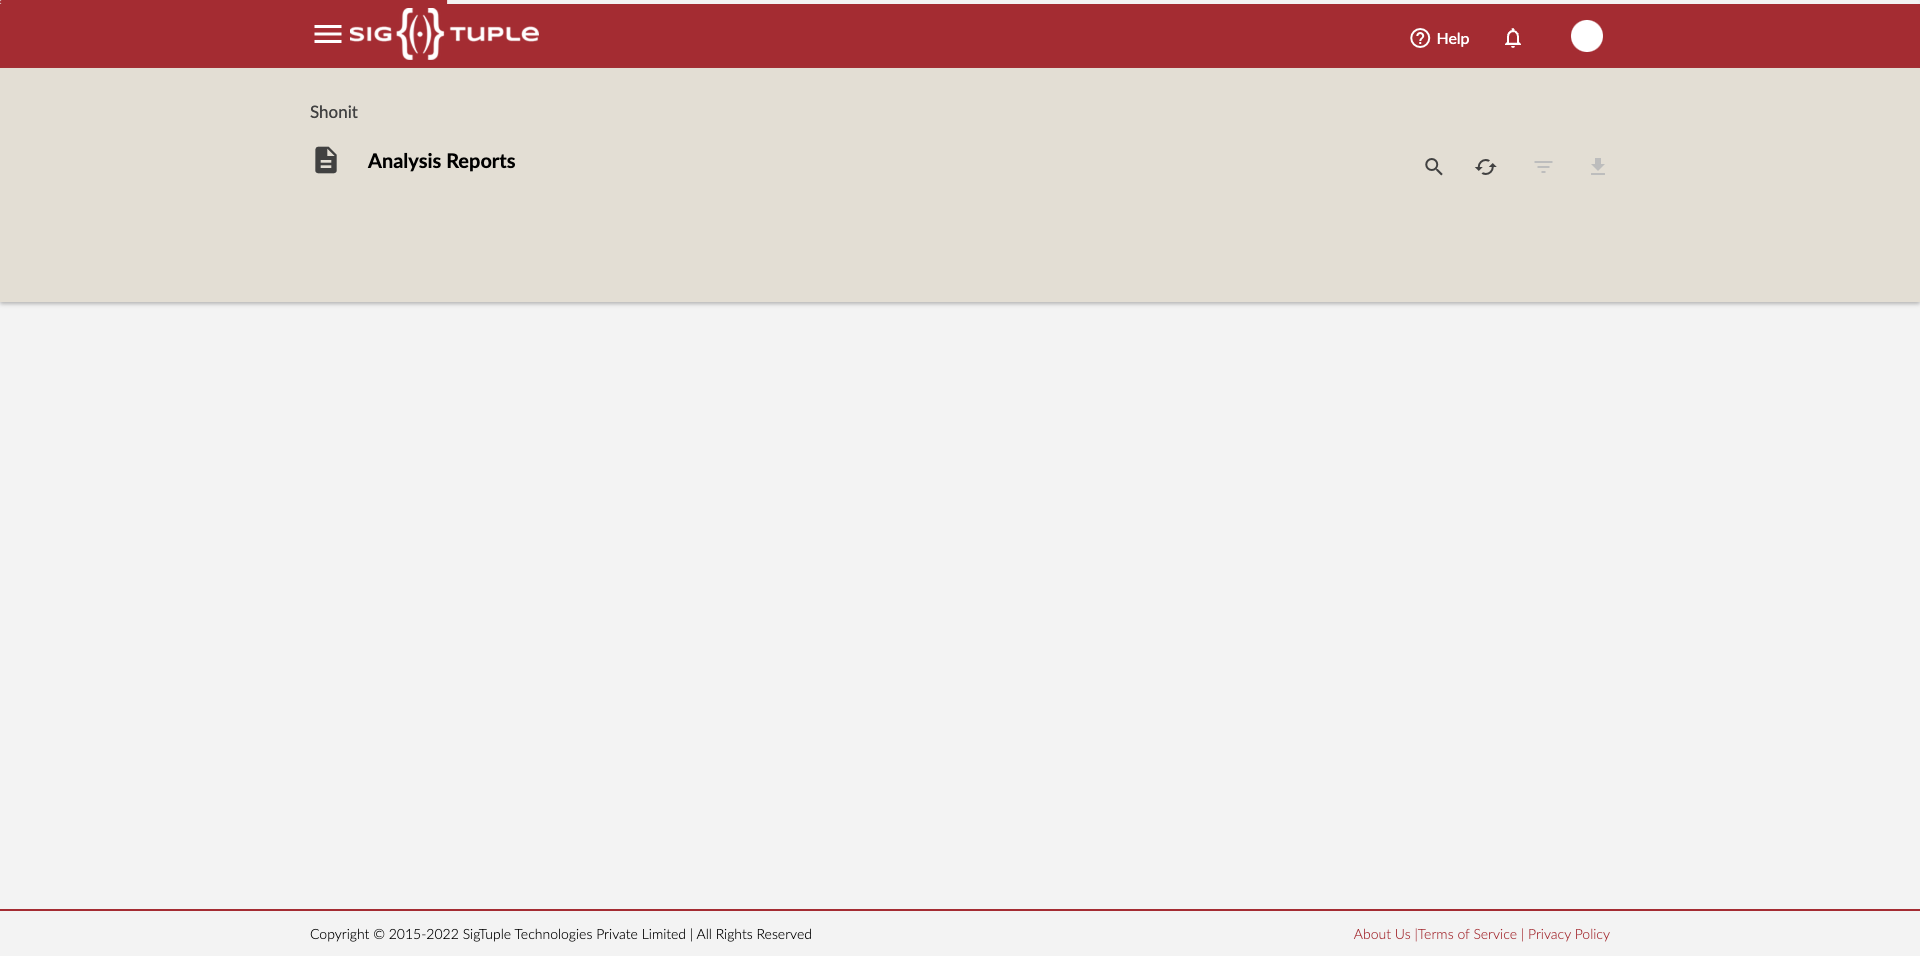 SIG{(·)}TUPLE
Help
Shonit
Analysis Reports
Copyright © 2015-2022 SigTuple Technologies Private Limited | All Rights Reserved
About Us |Terms of Service | Privacy Policy